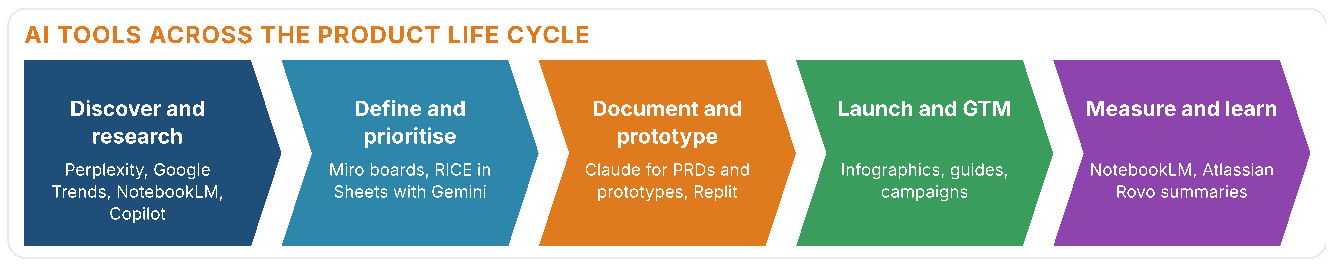 AI TOOLS ACROSS THE PRODUCT LIFE CYCLE
Discover and
research
Perplexity, Google
Trends, NotebookLM,
Copilot
Define and
prioritise
Miro boards, RICE in
Sheets with Gemini
Document and
prototype
Claude for PRDs and
prototypes, Replit
Launch and GTM
Infographics, guides,
campaigns
Measure and learn
NotebookLM, Atlassian
Rovo summaries